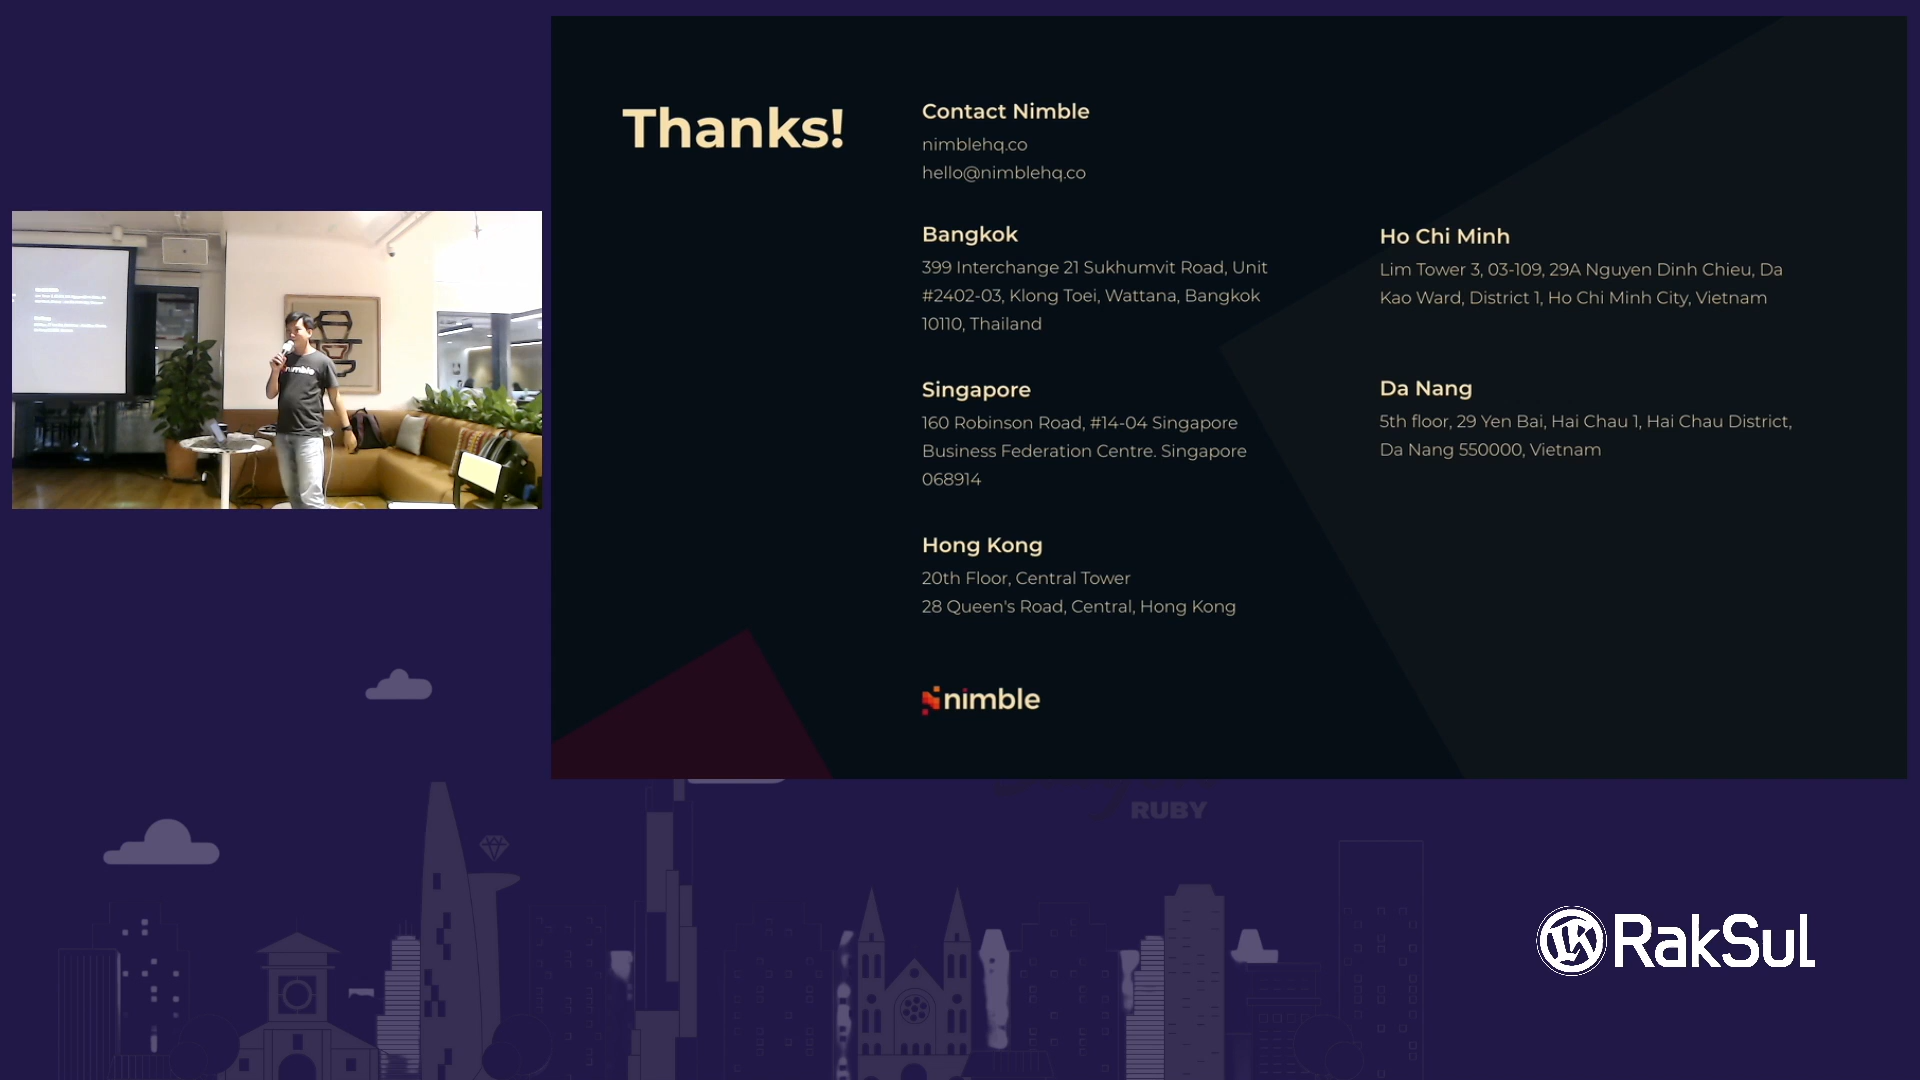 Thanks!
Contact Nimble
nimblehq.co
hello@nimblehq.co
Bangkok
399 Interchange 21 Sukhumvit Road, Unit
#2402-03, Klong Toei, Wattana, Bangkok
10110, Thailand
Singapore
160 Robinson Road, #14-04 Singapore
Business Federation Centre. Singapore
068914
Hong Kong
20th Floor, Central Tower
28 Queen's Road, Central, Hong Kong
Ho Chi Minh
Lim Tower 3, 03-109, 29A Nguyen Dinh Chieu, Da
Kao Ward, District 1, Ho Chi Minh City, Vietnam
Da Nang
5th floor, 29 Yen Bai, Hai Chau 1, Hai Chau District,
Da Nang 550000, Vietnam
nimble
nimble
RUBY
RakSul